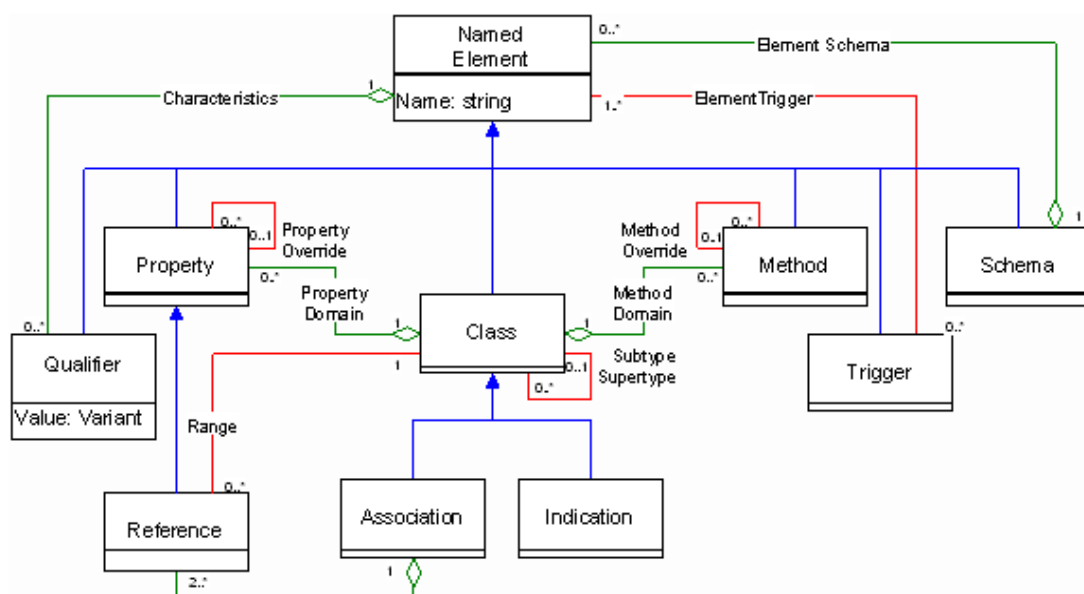 Named
Element
Name: string
0..*
Element Schema
1
Characteristics
1..*
ElementTrigger
0..*
0..1
Property
Override
Property
0..*
Property
Domain
1
Method
Override
0..*
0..1
Method
0..*
Method
Domain
1
Schema
1
Class
0..*
Qualifier
Value: Variant
1
Range
0..1
0..*
Subtype
Supertype
0..*
Trigger
0..*
Reference
2..*
Association
1
Indication